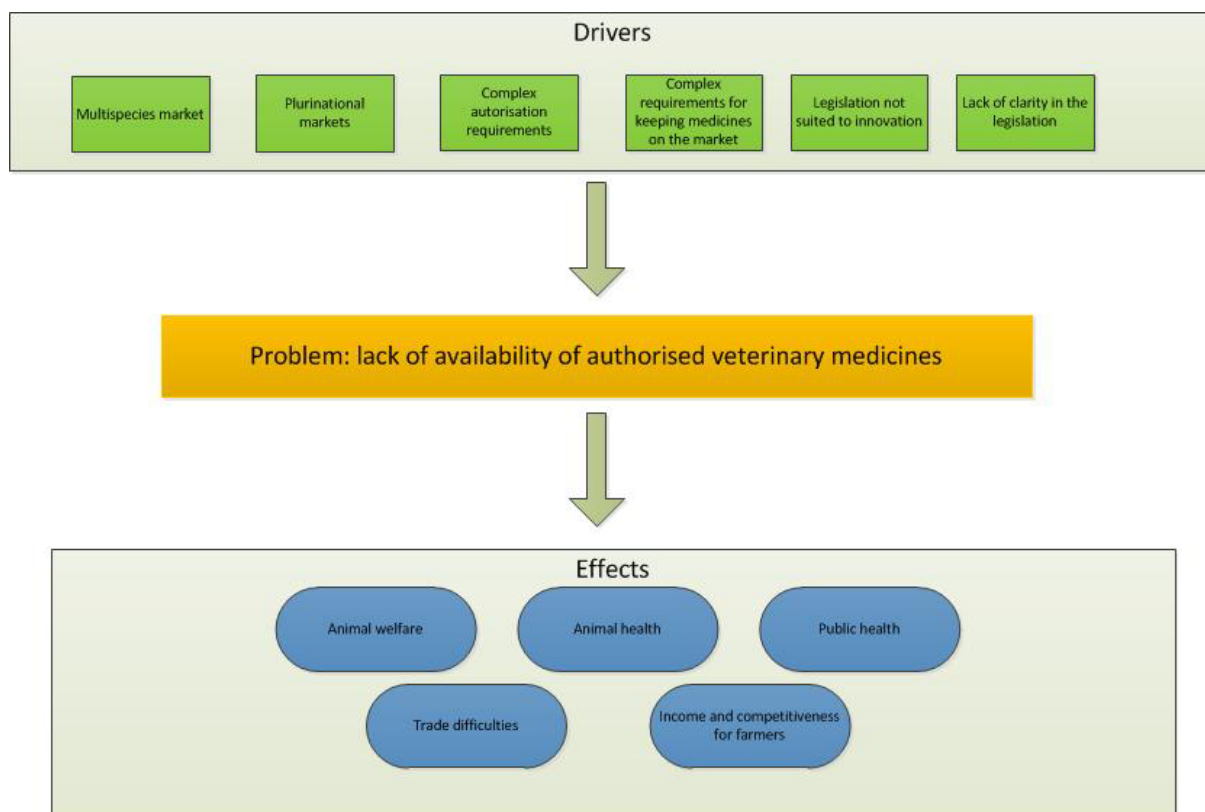 Drivers
Multispecies market
Plurinational
markets
Complex
autorisation
requirements
Complex
requirements for
keeping medicines
on the market
Legislation not
suited to innovation
Lack of clarity in the
legislation
Problem: lack of availability of authorised veterinary medicines
Effects
Animal welfare
Animal health
Public health
Trade difficulties
Income and competitiveness
for farmers